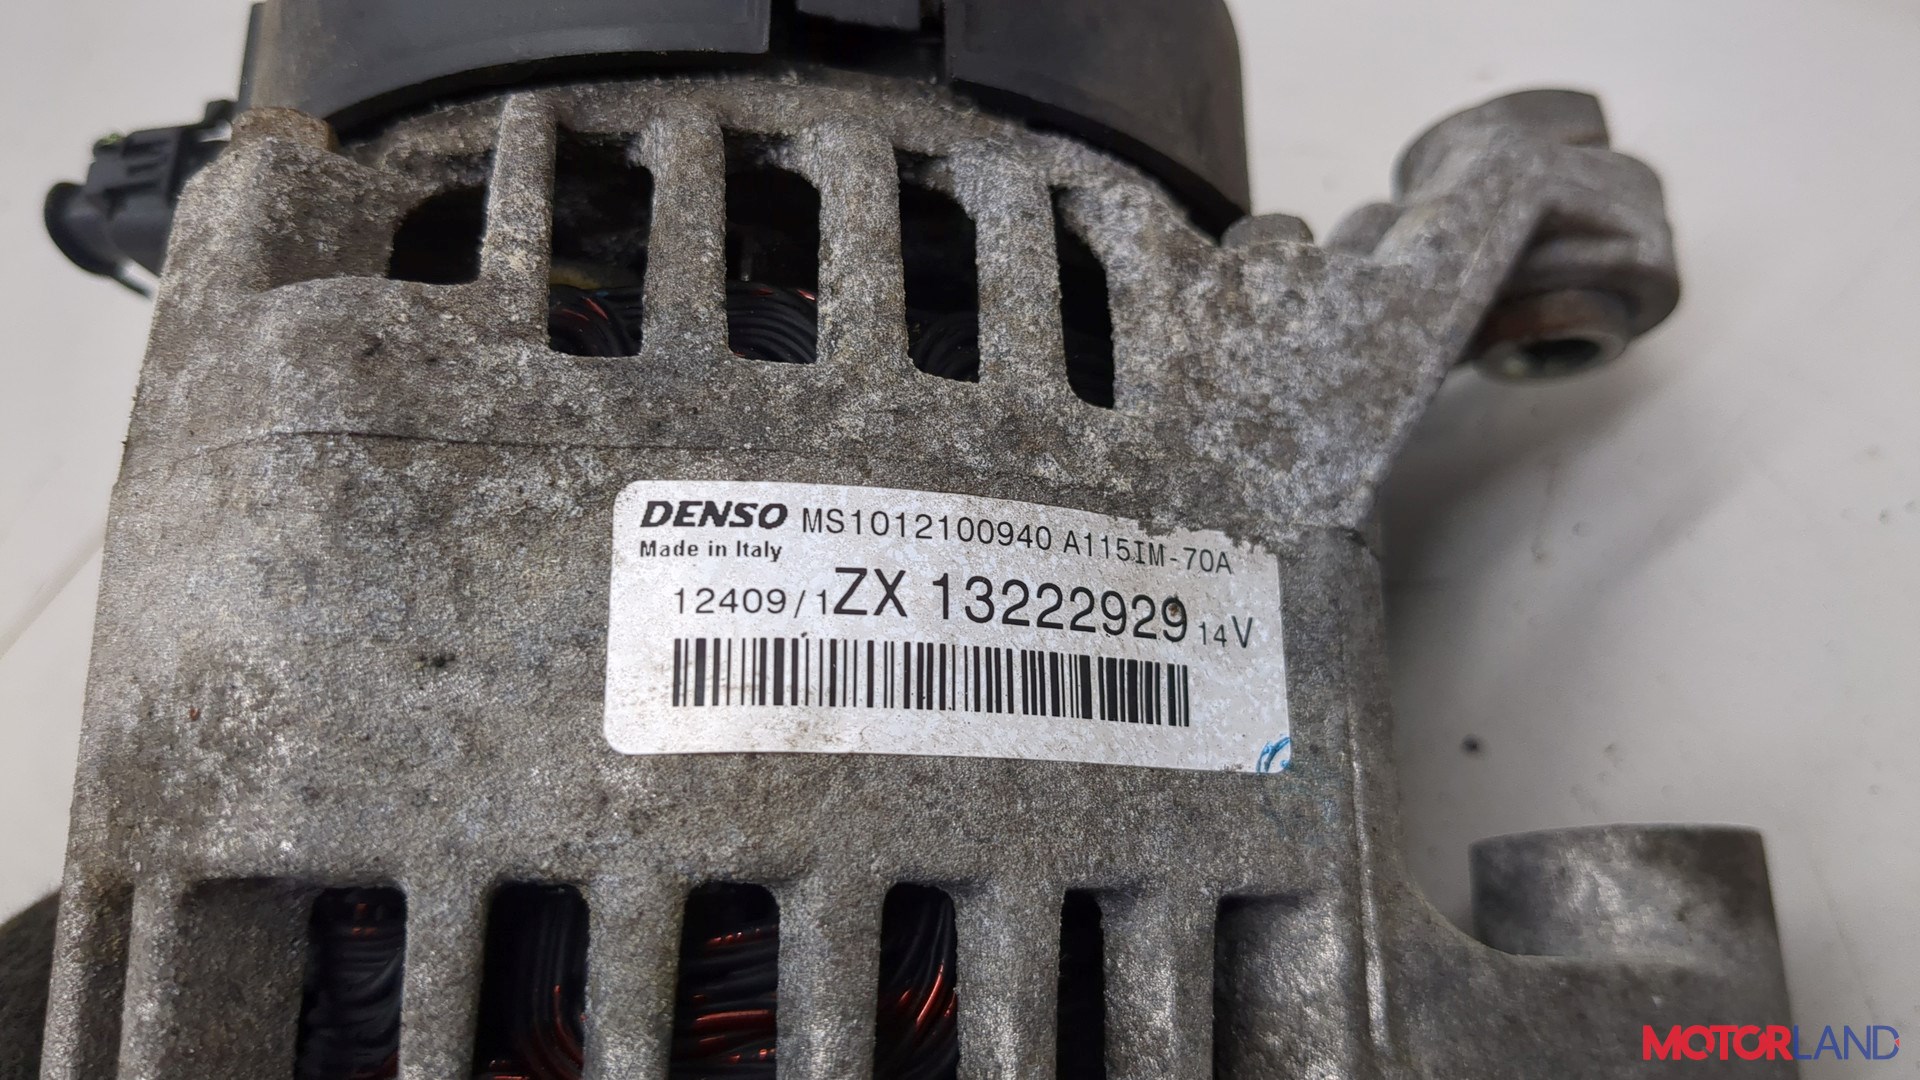 DENSO MS1012100940 A115IM-70A
Made in Italy
12409/1ZX 13222929 14V
MOTORLAND